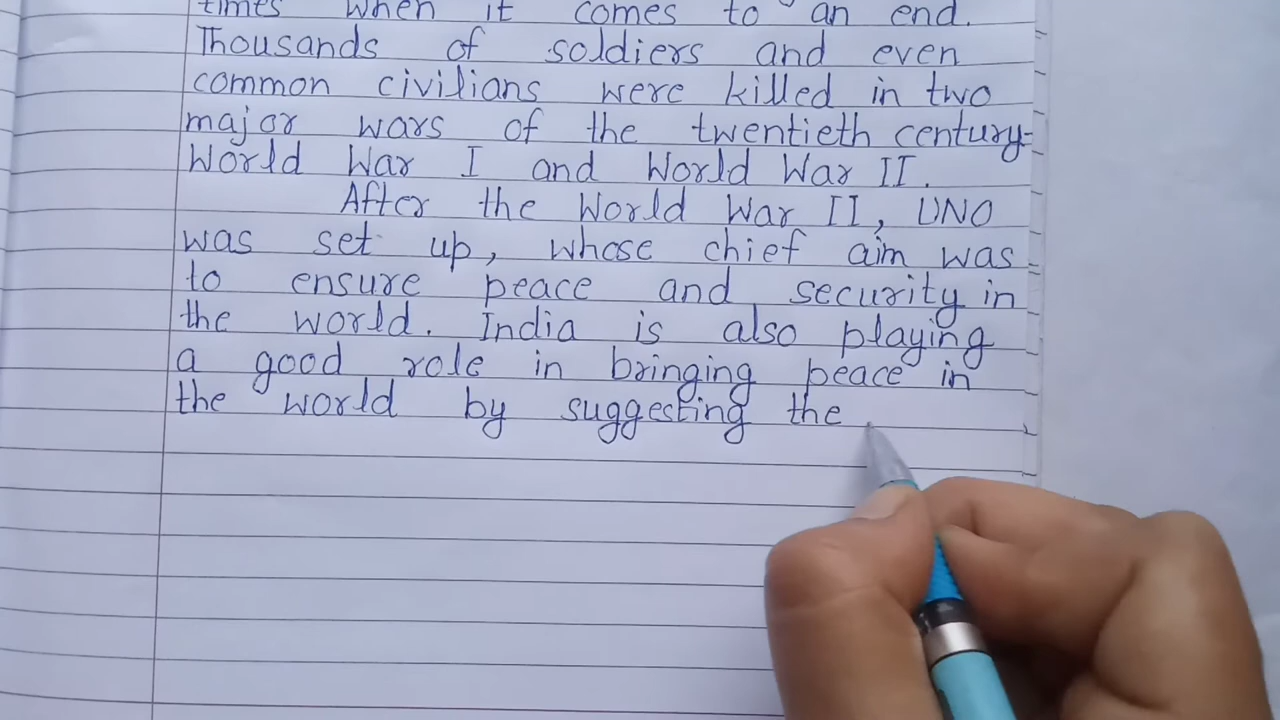 times when it comes to an end.
Thousands of soldiers and even
common civilians were killed in two
major wars of the twentieth century-
World War I and World War II.
After the World War II, UNO
was set up, whose chief aim was
to ensure peace and security in
the world. India is also playing
a good role in bringing peace in
the world by suggesting the